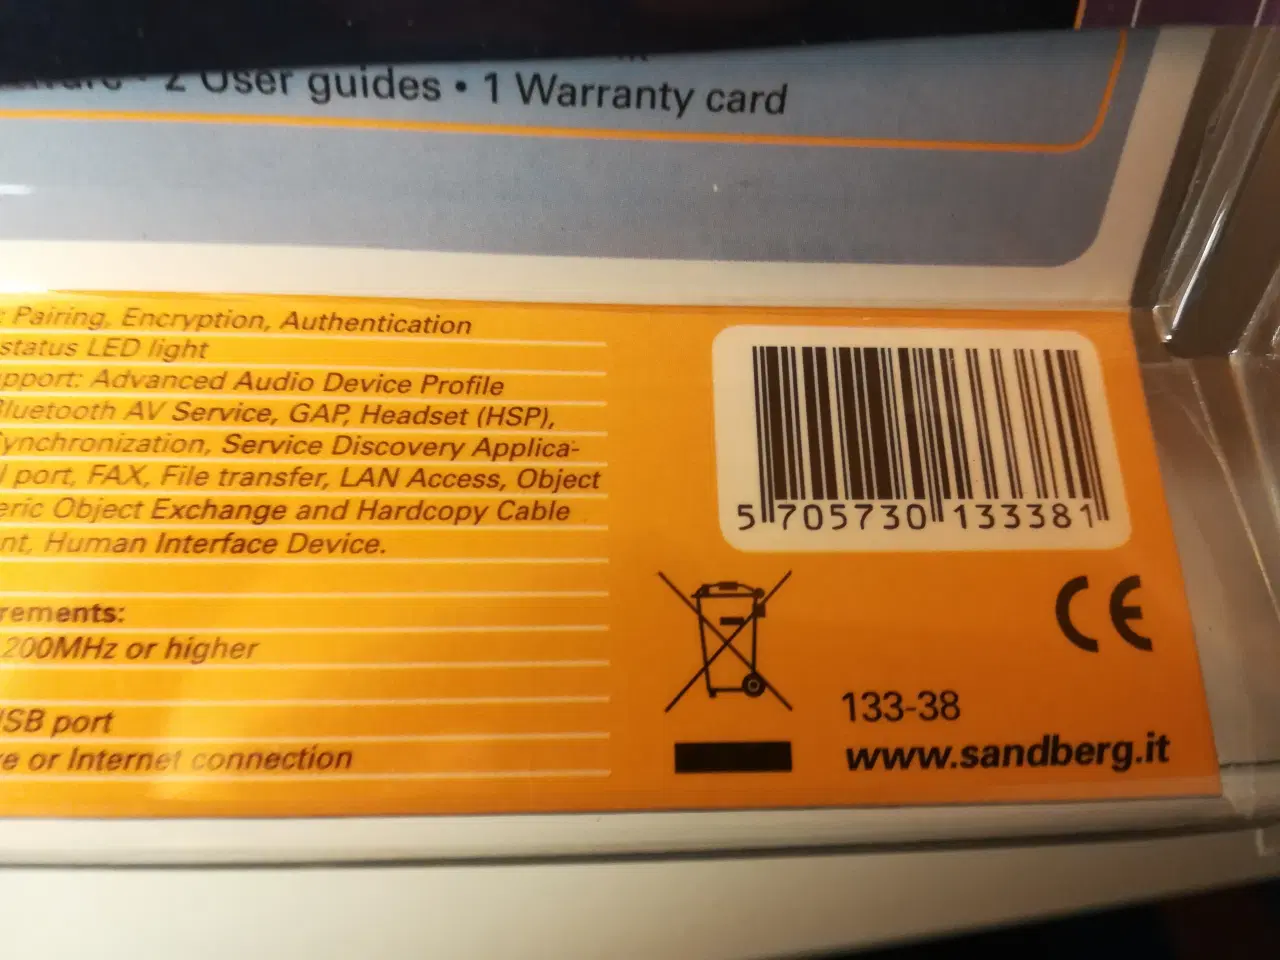 2 User guides • 1 Warranty card
: Pairing, Encryption, Authentication
status LED light
pport: Advanced Audio Device Profile
Bluetooth AV Service, GAP, Headset (HSP),
Synchronization, Service Discovery Applica-
l port, FAX, File transfer, LAN Access, Object
eric Object Exchange and Hardcopy Cable
nt, Human Interface Device.
rements:
200MHz or higher
USB port
ve or Internet connection
5 705730 133381
CE
133-38
www.sandberg.it